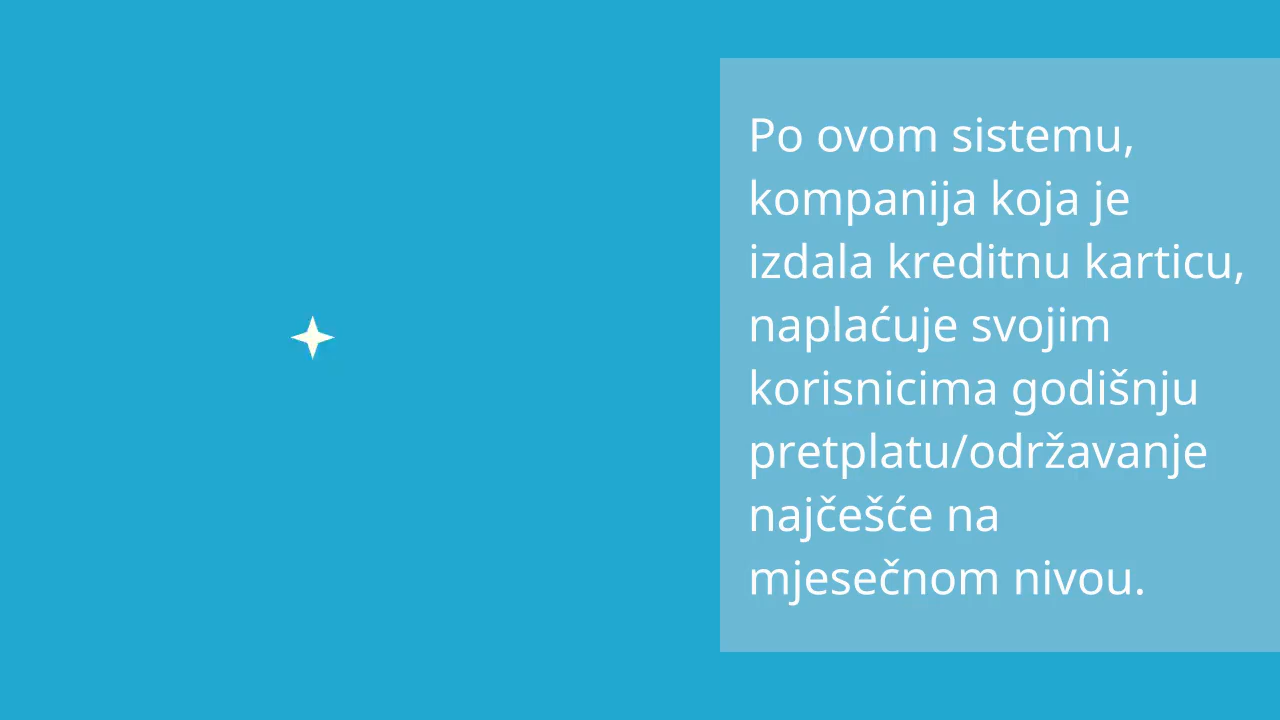 Po ovom sistemu,
kompanija koja je
izdala kreditnu karticu,
naplaćuje svojim
korisnicima godišnju
pretplatu/održavanje
najčešće na
mjesečnom nivou.